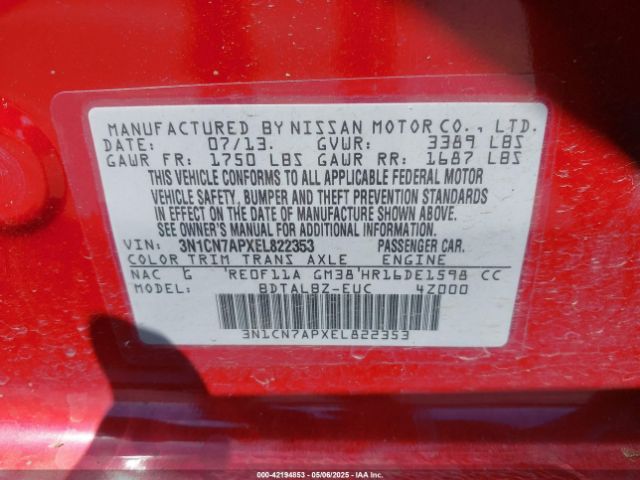 MANUFACTURED BY NISSAN MOTOR CO., LTD.
DATE: 07/13. GVWR: 3389 LBS
GAWR FR: 1750 LBS GAWR RR: 1687 LBS
THIS VEHICLE CONFORMS TO ALL APPLICABLE FEDERAL MOTOR
VEHICLE SAFETY, BUMPER AND THEFT PREVENTION STANDARDS
IN EFFECT ON THE DATE OF MANUFACTURE SHOWN ABOVE.
SEE OWNER'S MANUAL FOR ADDITIONAL INFORMATION.
VIN: 3N1CN7APXEL822353 PASSENGER CAR.
COLOR TRIM TRANS AXLE ENGINE
NAC G 'RE0F11A GM38'HR16DE1598 CC
MODEL: BDTALBZ-EUC 4Z000
3N1CN7APXEL822353
000-42194853 05/06/2025 IAA Inc.